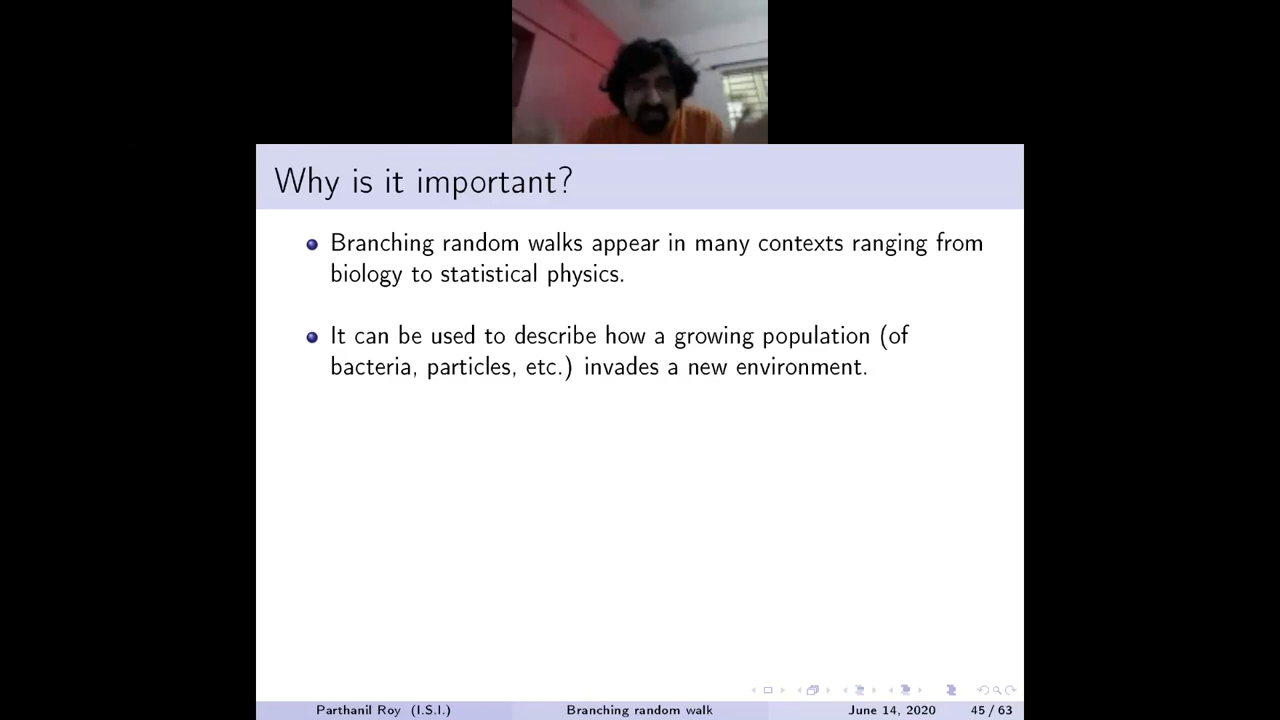 Why is it important?
Branching random walks appear in many contexts ranging from
biology to statistical physics.
It can be used to describe how a growing population (of
bacteria, particles, etc.) invades a new environment.
Parthanil Roy (I.S.I.) Branching random walk June 14, 2020 45 / 63